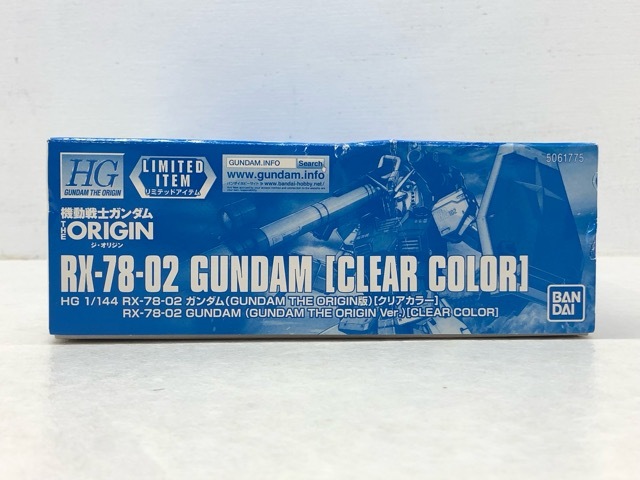 HG
GUNDAM THE ORIGIN
LIMITED
ITEM
リミテッドアイテム
GUNDAM.INFO Search
www.gundam.info
5061775
機動戦士ガンダム
THE ORIGIN
ジ・オリジン
RX-78-02 GUNDAM [CLEAR COLOR]
HG 1/144 RX-78-02 ガンダム(GUNDAM THE ORIGIN版)[クリアカラー]
RX-78-02 GUNDAM (GUNDAM THE ORIGIN Ver.)[CLEAR COLOR]
BAN
DAI